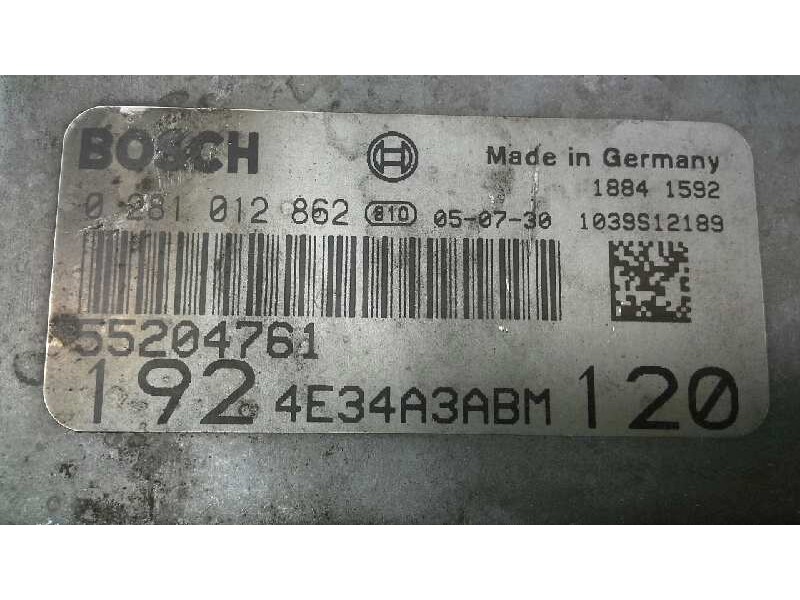 BOSCH
Made in Germany
1884 1592
0 281 012 862 810 05-07-30 1039S12189
55204761
192 4E34A3ABM 120